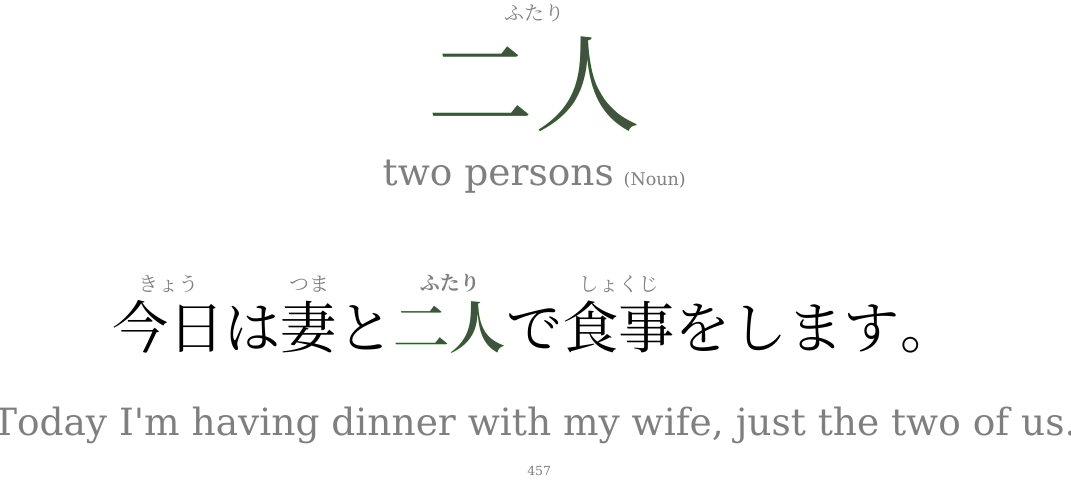 ふたり
二人
two persons (Noun)
きょう つま ふたり しょくじ
今日は妻と二人で食事をします。
Today I'm having dinner with my wife, just the two of us.
457